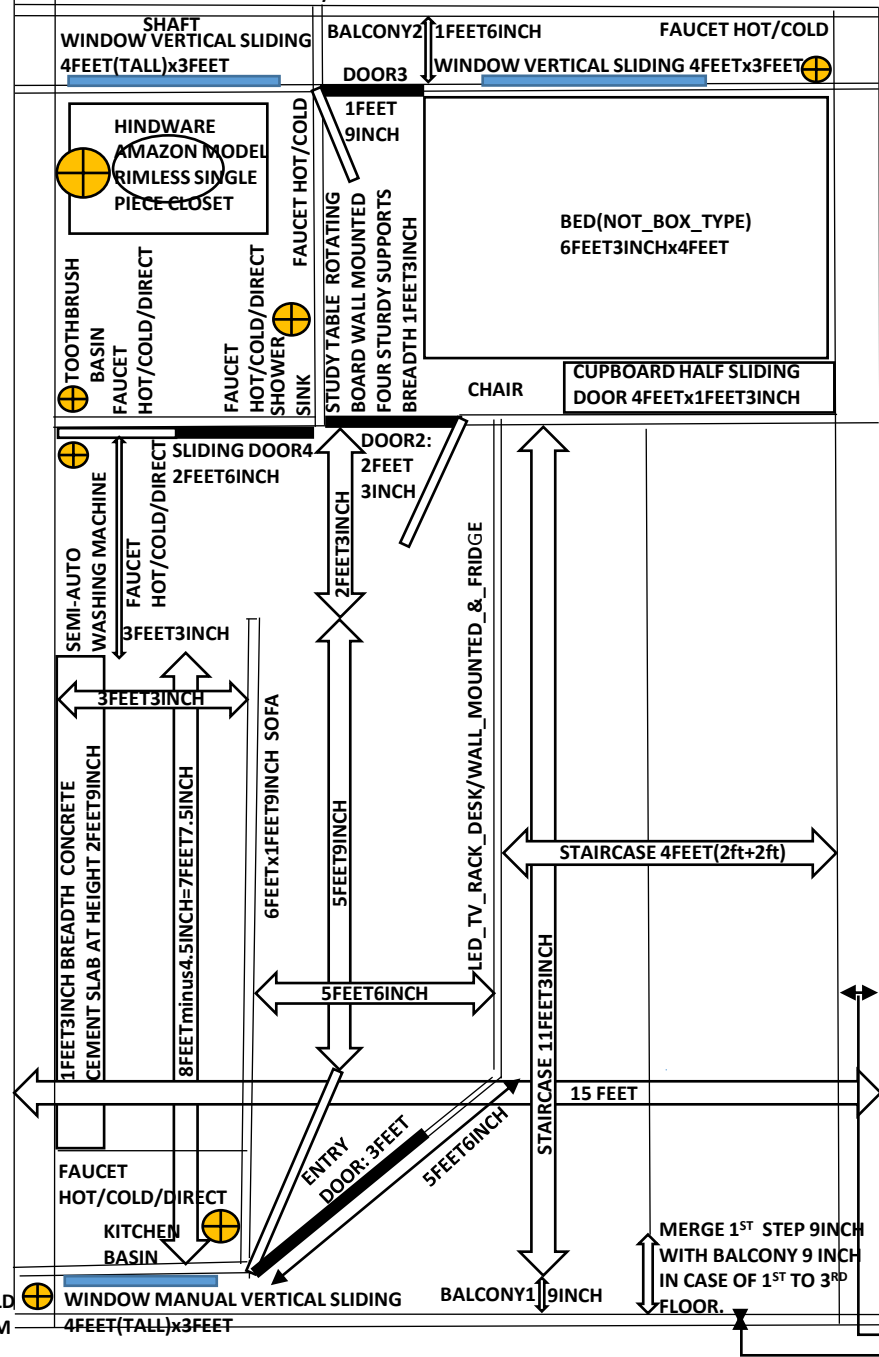 SHAFT
WINDOW VERTICAL SLIDING
4FEET(TALL)x3FEET
BALCONY2 1FEET6INCH
FAUCET HOT/COLD
WINDOW VERTICAL SLIDING 4FEETx3FEET
DOOR3
1FEET
9INCH
HINDWARE
AMAZON MODEL
RIMLESS SINGLE
PIECE CLOSET
FAUCET HOT/COLD
STUDY TABLE ROTATING
BOARD WALL MOUNTED
FOUR STURDY SUPPORTS
BREADTH 1FEET3INCH
BED(NOT_BOX_TYPE)
6FEET3INCHx4FEET
TOOTHBRUSH
BASIN
FAUCET
HOT/COLD/DIRECT
FAUCET
HOT/COLD/DIRECT
SHOWER
SINK
CHAIR
CUPBOARD HALF SLIDING
DOOR 4FEETx1FEET3INCH
SLIDING DOOR4
2FEET6INCH
DOOR2:
2FEET
3INCH
SEMI-AUTO
WASHING MACHINE
FAUCET
HOT/COLD/DIRECT
2FEET3INCH
3FEET3INCH
3FEET3INCH
1FEET3INCH BREADTH CONCRETE
CEMENT SLAB AT HEIGHT 2FEET9INCH
8FEETminus4.5INCH=7FEET7.5INCH
6FEETx1FEET9INCH SOFA
5FEET9INCH
LED_TV_RACK_DESK/WALL_MOUNTED_&_FRIDGE
STAIRCASE 4FEET(2ft+2ft)
5FEET6INCH
STAIRCASE 11FEET3INCH
15 FEET
ENTRY
DOOR: 3FEET
5FEET6INCH
FAUCET
HOT/COLD/DIRECT
KITCHEN
BASIN
MERGE 1ST STEP 9INCH
WITH BALCONY 9 INCH
IN CASE OF 1ST TO 3RD
FLOOR.
BALCONY1 9INCH
WINDOW MANUAL VERTICAL SLIDING
4FEET(TALL)x3FEET